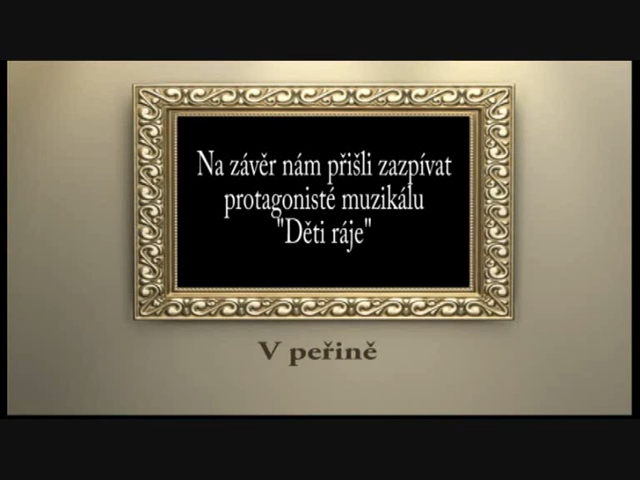 Na závěr nám přišli zazpívat
protagonisté muzikálu
"Děti ráje"
V peřině